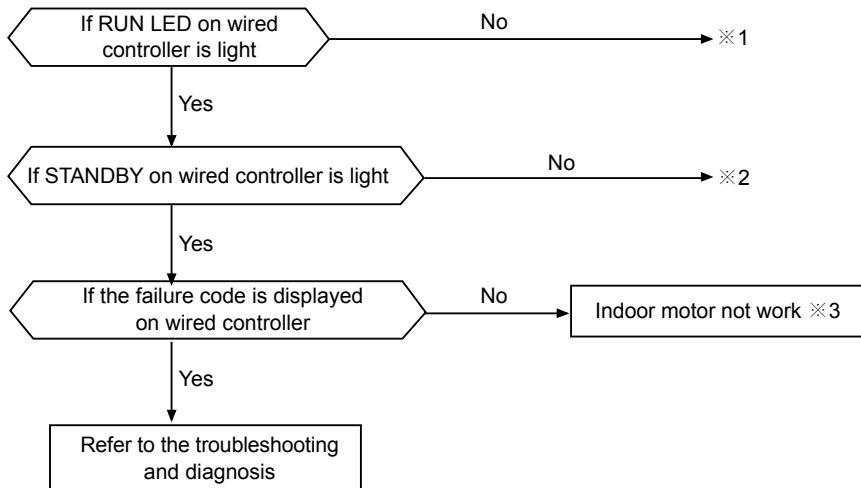 If RUN LED on wired
controller is light
No
※1
Yes
If STANDBY on wired controller is light
No
※2
Yes
If the failure code is displayed
on wired controller
No
Indoor motor not work ※3
Yes
Refer to the troubleshooting
and diagnosis